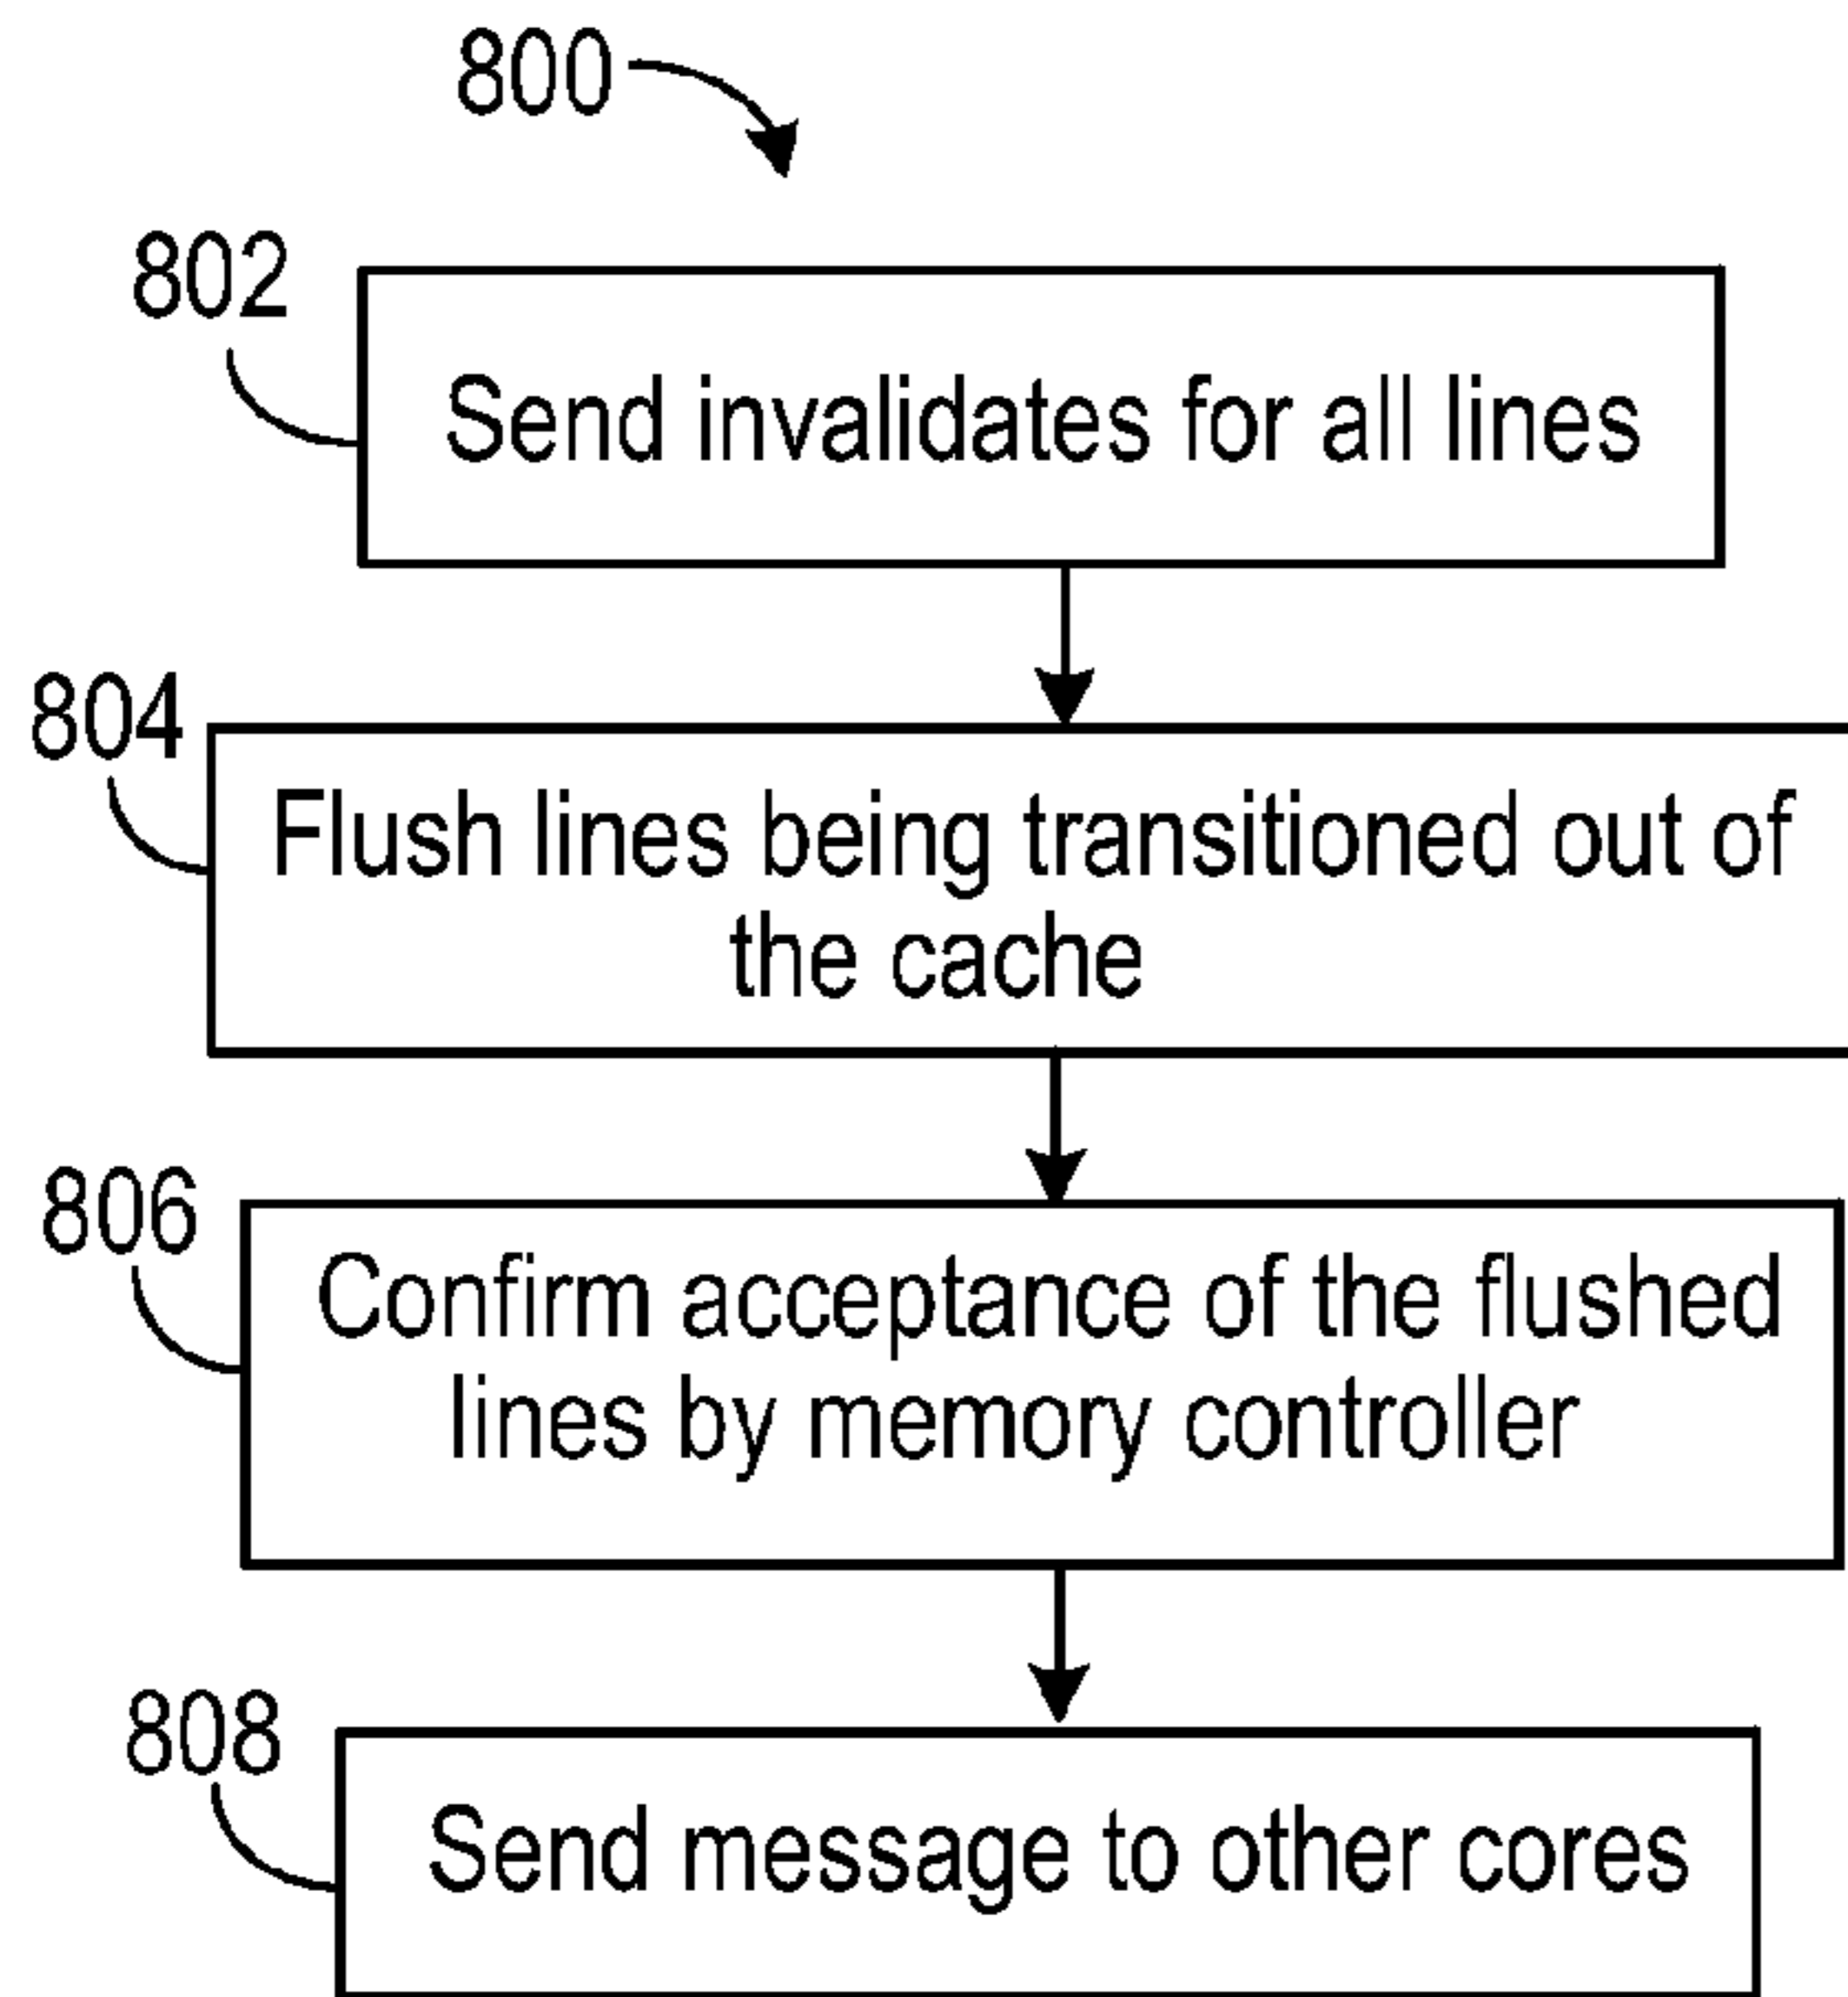 800
802
Send invalidates for all lines
804
Flush lines being transitioned out of
the cache
806
Confirm acceptance of the flushed
lines by memory controller
808
Send message to other cores